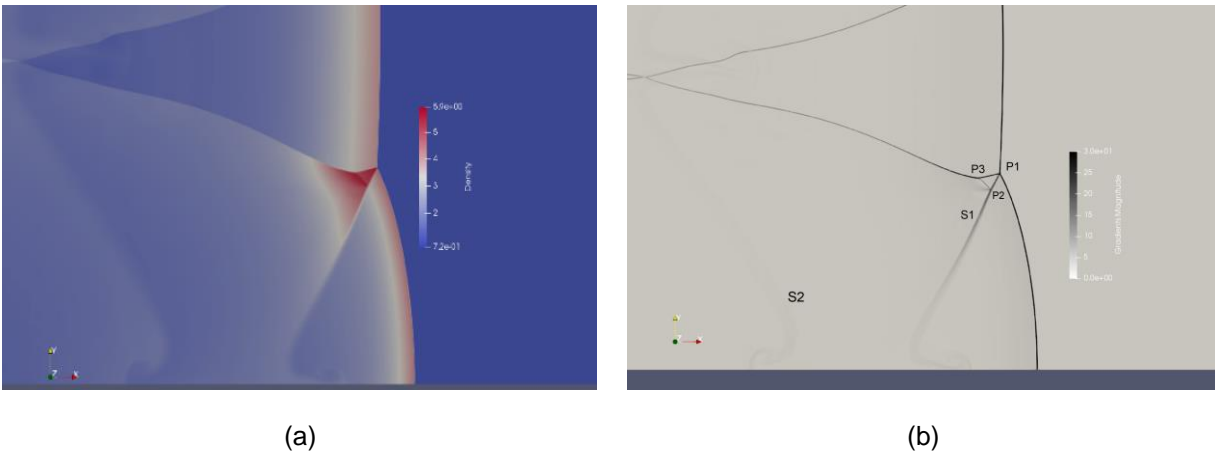 5.9e+00
5
4
3
2
7.2e-01
Density
Y
Z
X
(a)
P3
P1
P2
S1
S2
3.0e+01
25
20
15
10
5
0.0e+00
Gradients Magnitude
Y
Z
X
(b)